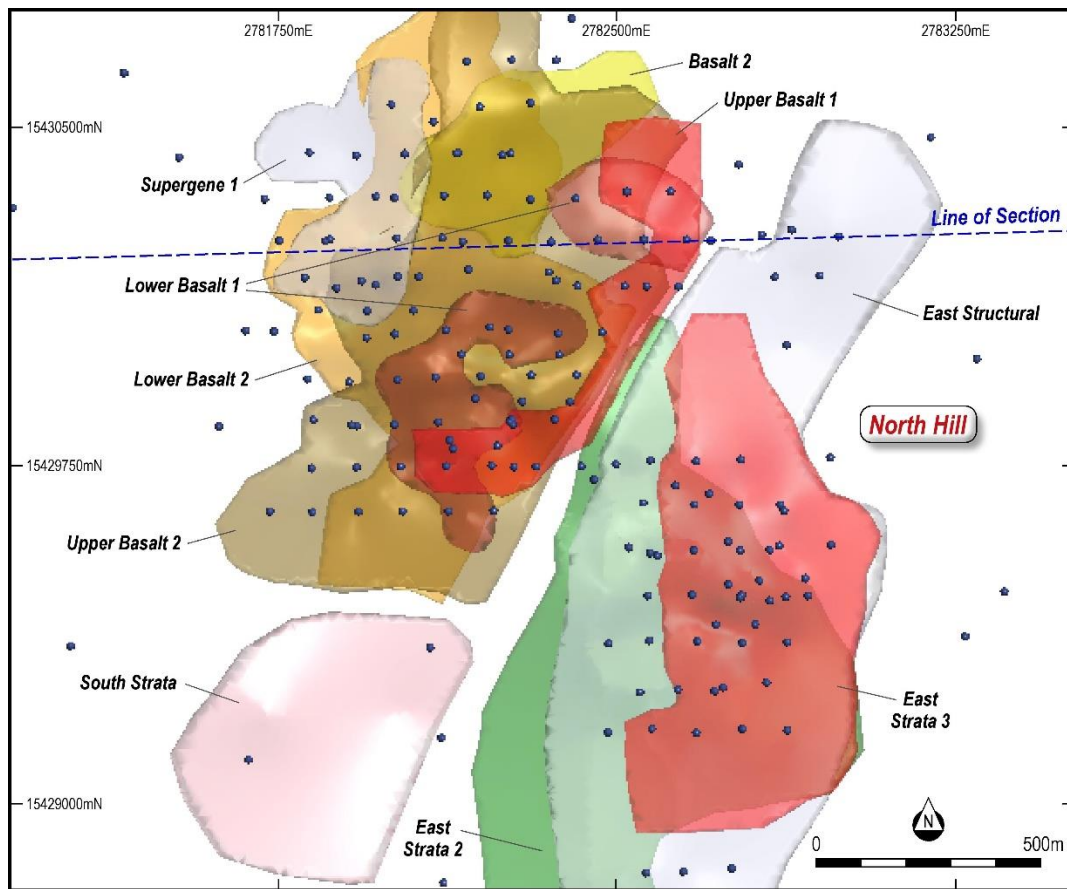 2781750mE
2782500mE
2783250mE
Basalt 2
Upper Basalt 1
15430500mN
Supergene 1
Line of Section
Lower Basalt 1
East Structural
Lower Basalt 2
North Hill
15429750mN
Upper Basalt 2
South Strata
East
Strata 3
15429000mN
East
Strata 2
N
0
500m